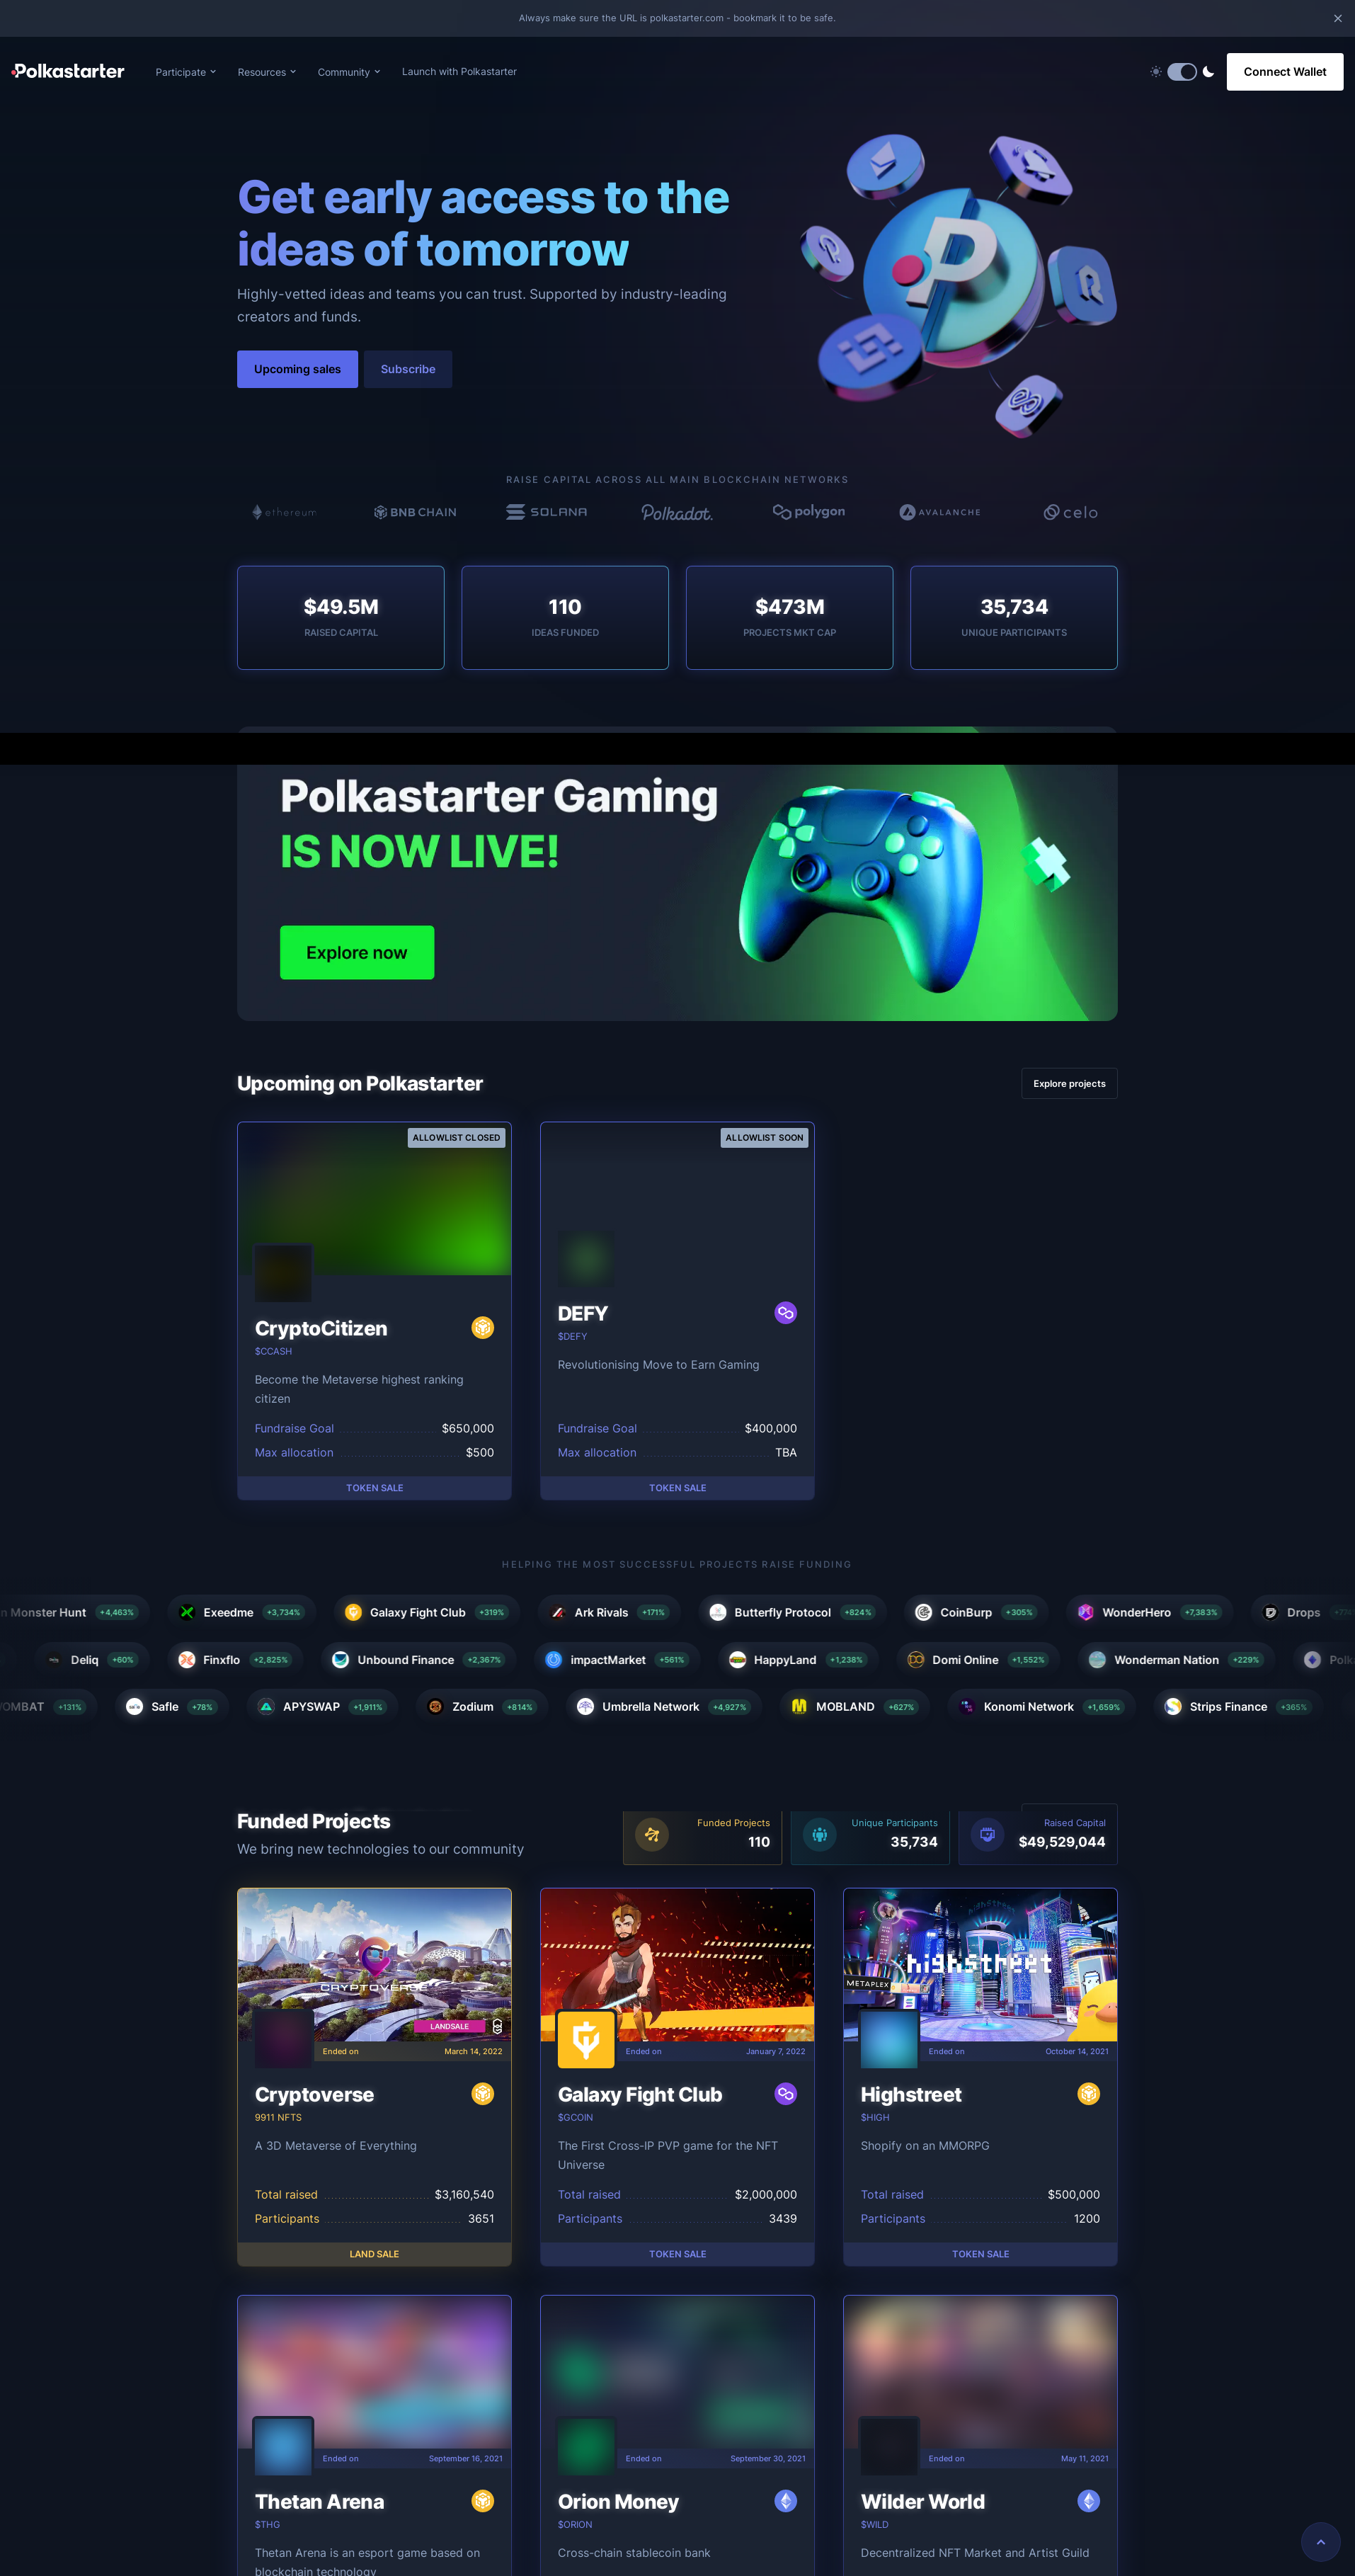 Always make sure the URL is polkastarter.com - bookmark it to be safe.
Polkastarter
Participate
Resources
Community
Launch with Polkastarter
Connect Wallet
Get early access to the
ideas of tomorrow
Highly-vetted ideas and teams you can trust. Supported by industry-leading
creators and funds.
Upcoming sales
Subscribe
RAISE CAPITAL ACROSS ALL MAIN BLOCKCHAIN NETWORKS
ethereum
BNB CHAIN
SOLANA
Polkadot.
polygon
AVALANCHE
celo
$49.5M
RAISED CAPITAL
110
IDEAS FUNDED
$473M
PROJECTS MKT CAP
35,734
UNIQUE PARTICIPANTS
Polkastarter Gaming
IS NOW LIVE!
Explore now
Upcoming on Polkastarter
Explore projects
ALLOWLIST CLOSED
CryptoCitizen
$CCASH
Become the Metaverse highest ranking
citizen
Fundraise Goal $650,000
Max allocation $500
TOKEN SALE
ALLOWLIST SOON
DEFY
$DEFY
Revolutionising Move to Earn Gaming
Fundraise Goal $400,000
Max allocation TBA
TOKEN SALE
HELPING THE MOST SUCCESSFUL PROJECTS RAISE FUNDING
n Monster Hunt +4,463%
Exeedme +3,734%
Galaxy Fight Club +319%
Ark Rivals +171%
Butterfly Protocol +824%
CoinBurp +305%
WonderHero +7,383%
Drops
Deliq +60%
Finxflo +2,825%
Unbound Finance +2,367%
impactMarket +561%
HappyLand +1,238%
Domi Online +1,552%
Wonderman Nation +229%
Polk
OMBAT +131%
Safle +78%
APYSWAP +1,911%
Zodium +814%
Umbrella Network +4,927%
MOBLAND +627%
Konomi Network +1,659%
Strips Finance +365%
Funded Projects
We bring new technologies to our community
Funded Projects
110
Unique Participants
35,734
Raised Capital
$49,529,044
CRYPTOVERSE
LANDSALE
Ended on March 14, 2022
Cryptoverse
9911 NFTS
A 3D Metaverse of Everything
Total raised $3,160,540
Participants 3651
LAND SALE
Ended on January 7, 2022
Galaxy Fight Club
$GCOIN
The First Cross-IP PVP game for the NFT
Universe
Total raised $2,000,000
Participants 3439
TOKEN SALE
highstreet
highstreet
METAPLEX
Ended on October 14, 2021
Highstreet
$HIGH
Shopify on an MMORPG
Total raised $500,000
Participants 1200
TOKEN SALE
Ended on September 16, 2021
Thetan Arena
$THG
Thetan Arena is an esport game based on
blockchain technology
Ended on September 30, 2021
Orion Money
$ORION
Cross-chain stablecoin bank
Ended on May 11, 2021
Wilder World
$WILD
Decentralized NFT Market and Artist Guild